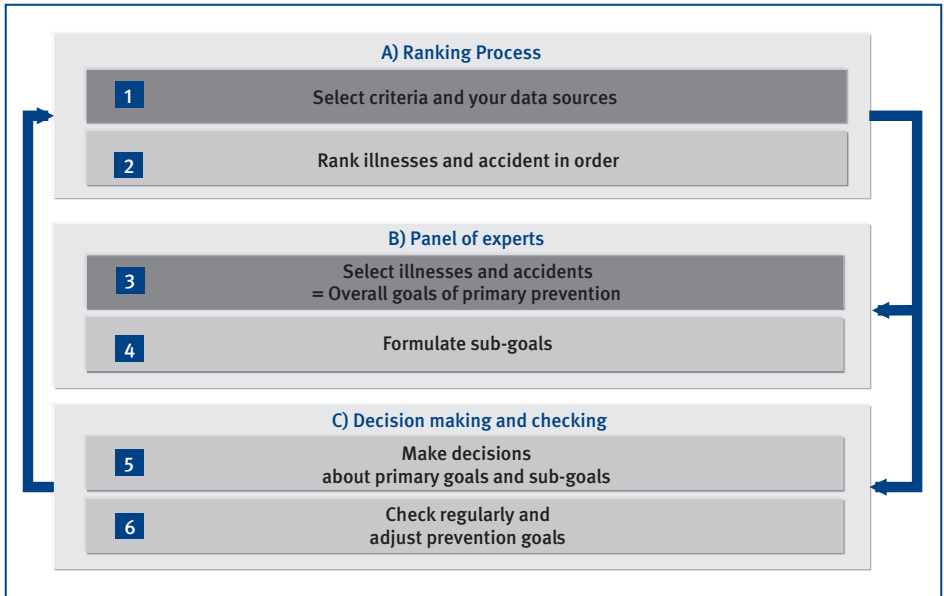 A) Ranking Process
1
Select criteria and your data sources
2
Rank illnesses and accident in order
B) Panel of experts
3
Select illnesses and accidents
= Overall goals of primary prevention
4
Formulate sub-goals
C) Decision making and checking
5
Make decisions
about primary goals and sub-goals
6
Check regularly and
adjust prevention goals